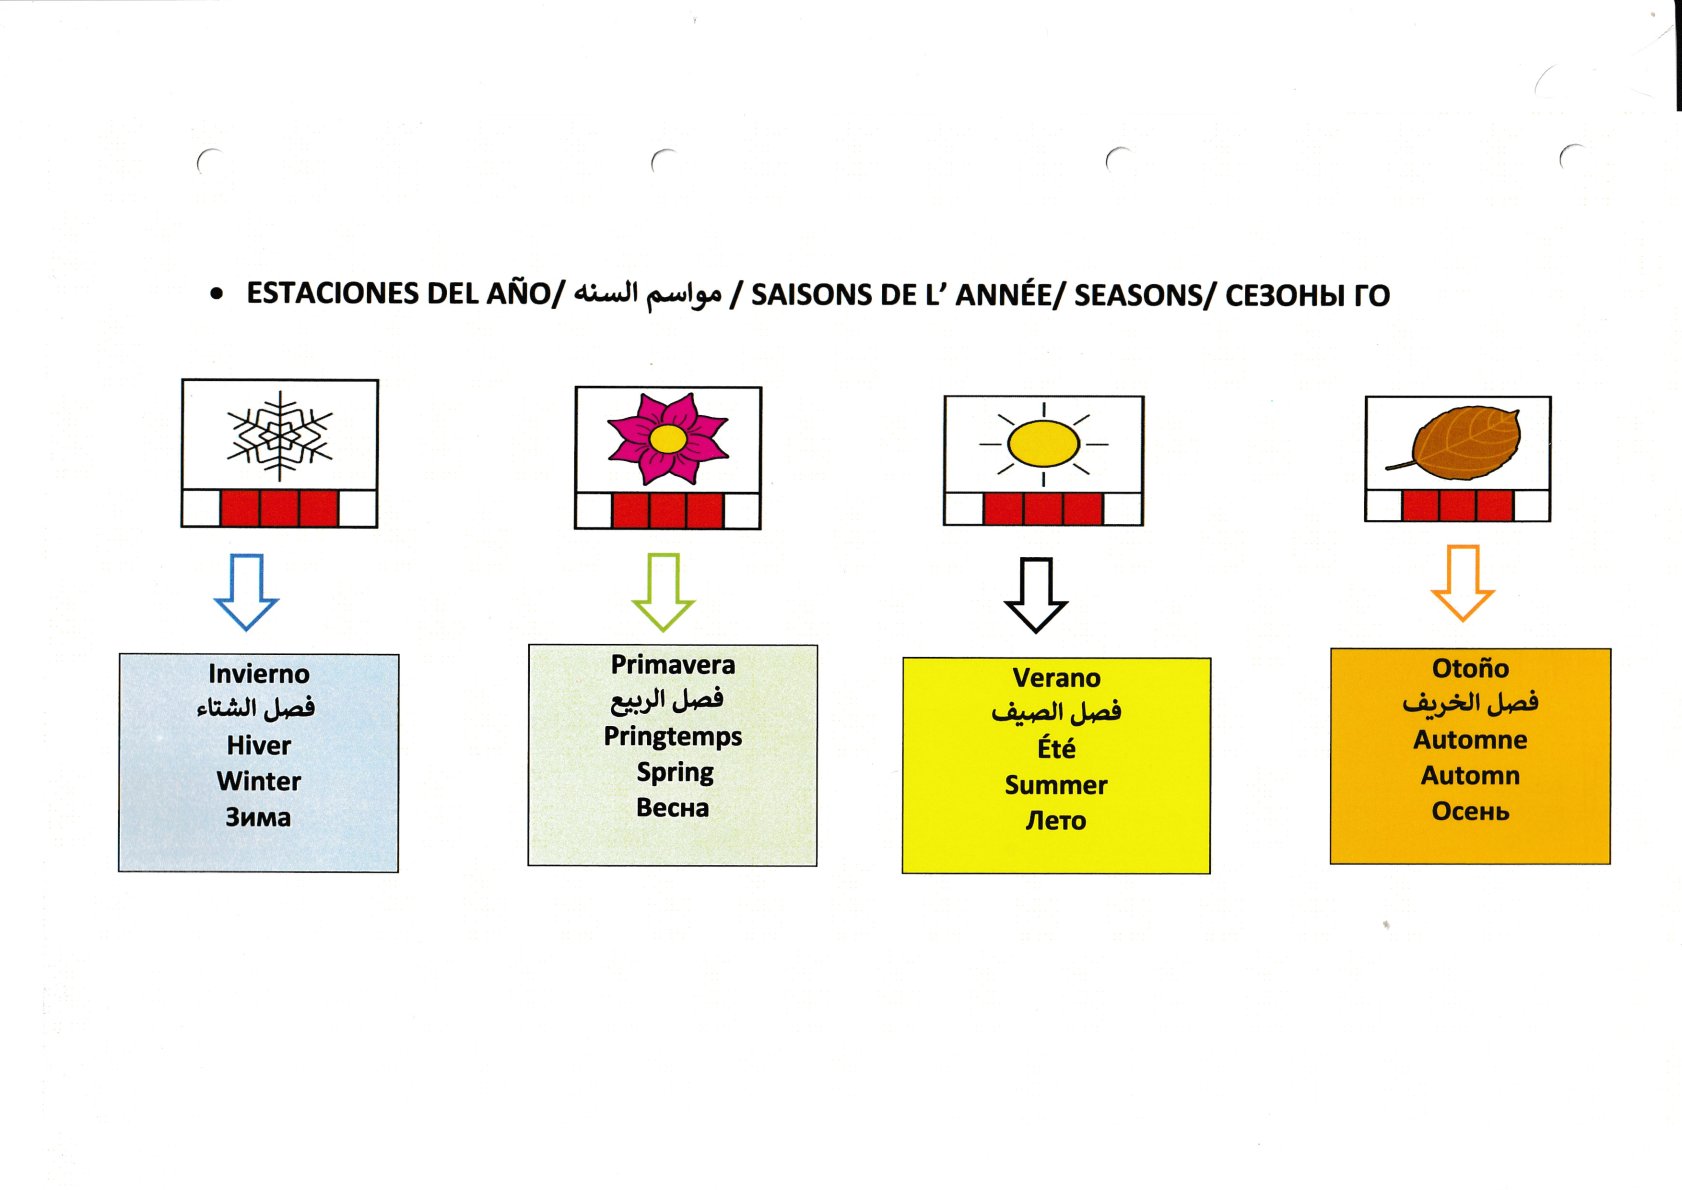 • ESTACIONES DEL AÑO/ مواسم السنه / SAISONS DE L’ ANNÉE/ SEASONS/ СЕЗОНЫ ГО
Invierno
فصل الشتاء
Hiver
Winter
Зима
Primavera
فصل الربيع
Pringtemps
Spring
Весна
Verano
فصل الصيف
Été
Summer
Лето
Otoño
فصل الخريف
Automne
Automn
Осень